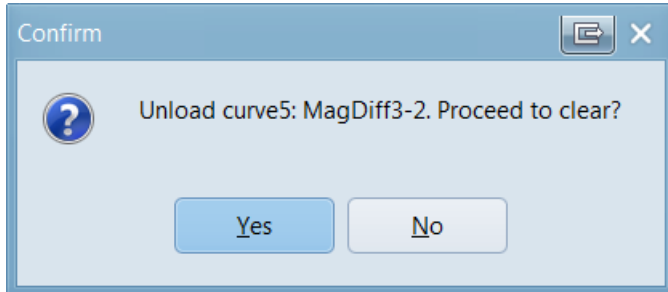 Confirm
Unload curve5: MagDiff3-2. Proceed to clear?
Yes
No